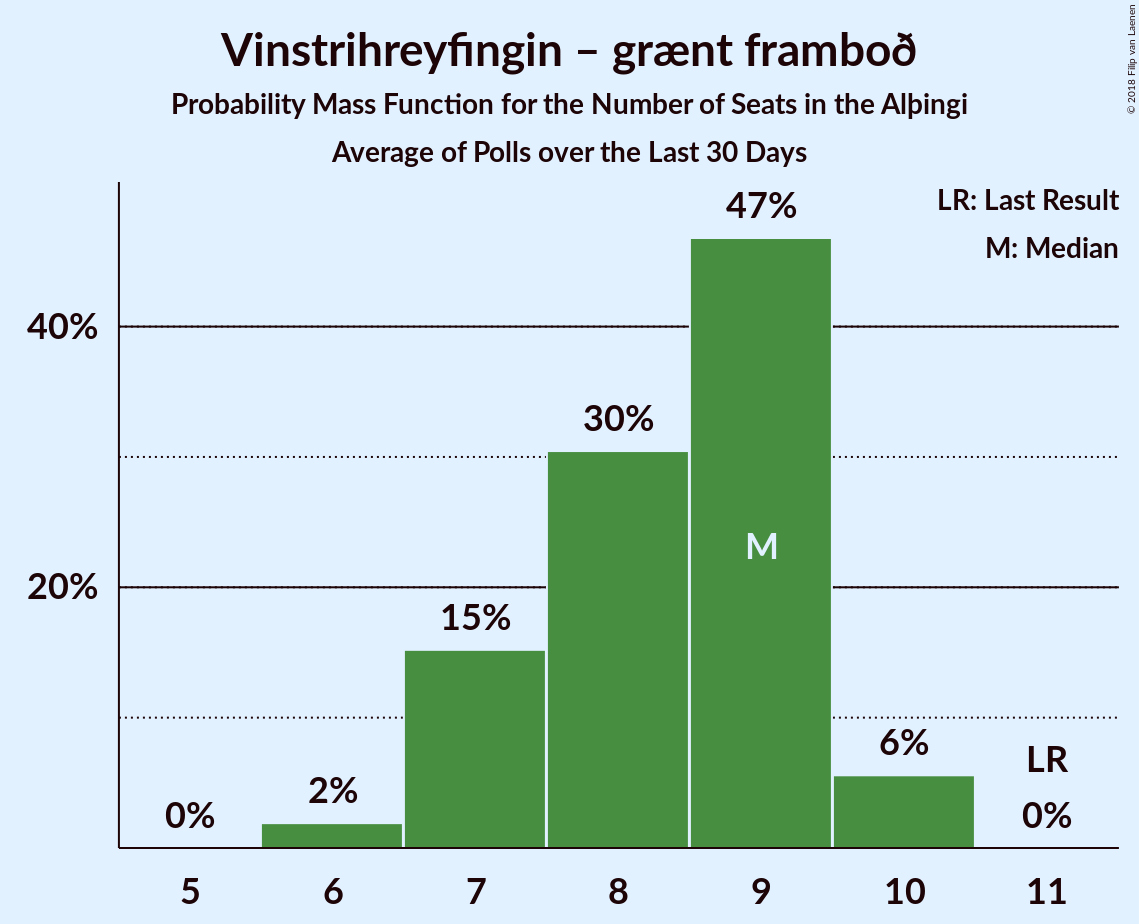 Vinstrihreyfingin – grænt framboð
Probability Mass Function for the Number of Seats in the Alþingi
Average of Polls over the Last 30 Days
© 2018 Filip van Laenen
LR: Last Result
M: Median
47%
40%
30%
M
20%
15%
6%
LR
2%
0%
0%
5 6 7 8 9 10 11